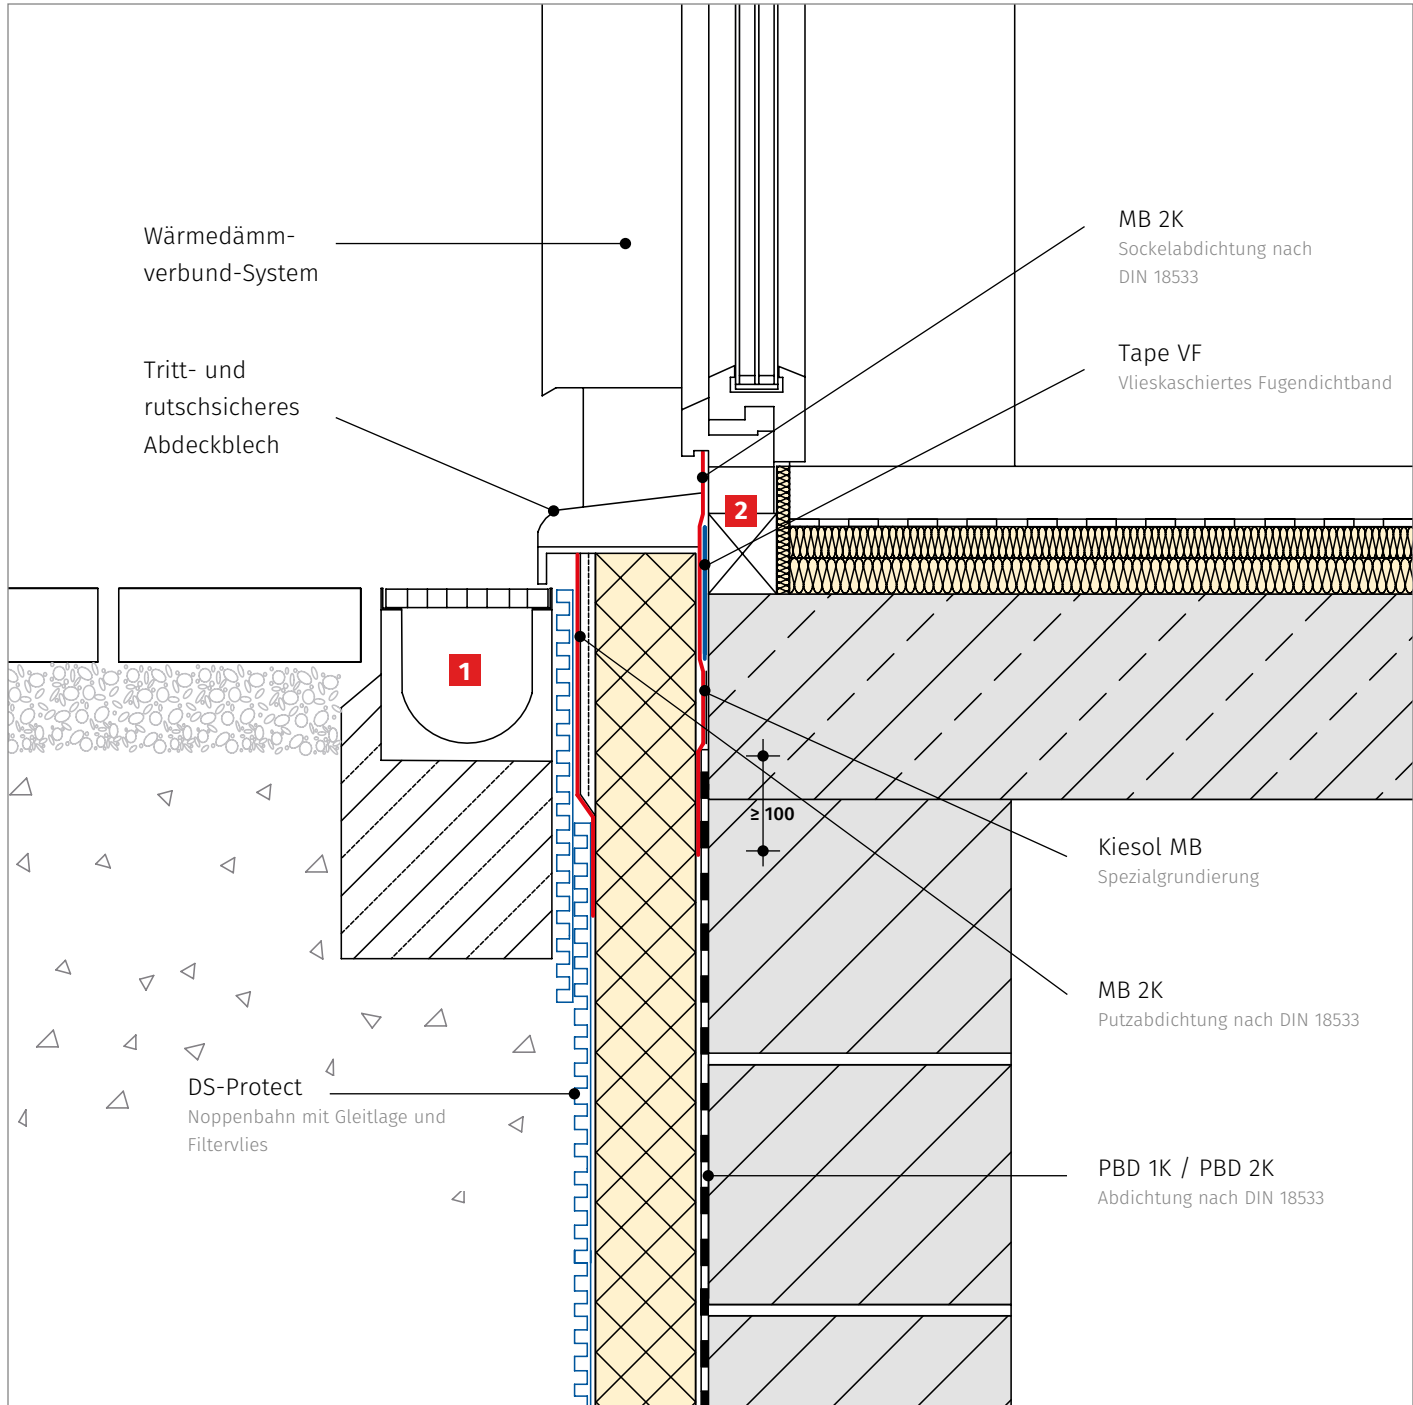 Wärmedämm-
verbund-System
Tritt- und
rutschsicheres
Abdeckblech
MB 2K
Sockelabdichtung nach
DIN 18533
Tape VF
Vlieskaschiertes Fugendichtband
2
1
≥ 100
Kiesol MB
Spezialgrundierung
MB 2K
Putzabdichtung nach DIN 18533
DS-Protect
Noppenbahn mit Gleitlage und
Filtervlies
PBD 1K / PBD 2K
Abdichtung nach DIN 18533